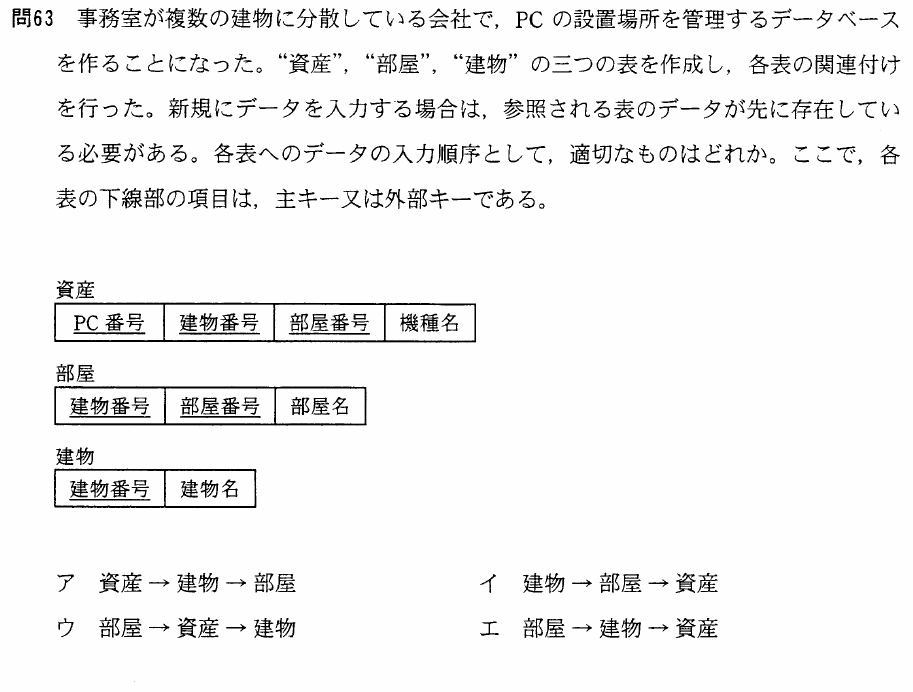 問63 事務室が複数の建物に分散している会社で，PC の設置場所を管理するデータベース
を作ることになった。“資産”，“部屋”，“建物” の三つの表を作成し，各表の関連付け
を行った。新規にデータを入力する場合は，参照される表のデータが先に存在してい
る必要がある。各表へのデータの入力順序として，適切なものはどれか。ここで，各
表の下線部の項目は，主キー又は外部キーである。
資産
PC 番号 建物番号 部屋番号 機種名
部屋
建物番号 部屋番号 部屋名
建物
建物番号 建物名
ア 資産 → 建物 → 部屋 イ 建物 → 部屋 → 資産
ウ 部屋 → 資産 → 建物 エ 部屋 → 建物 → 資産